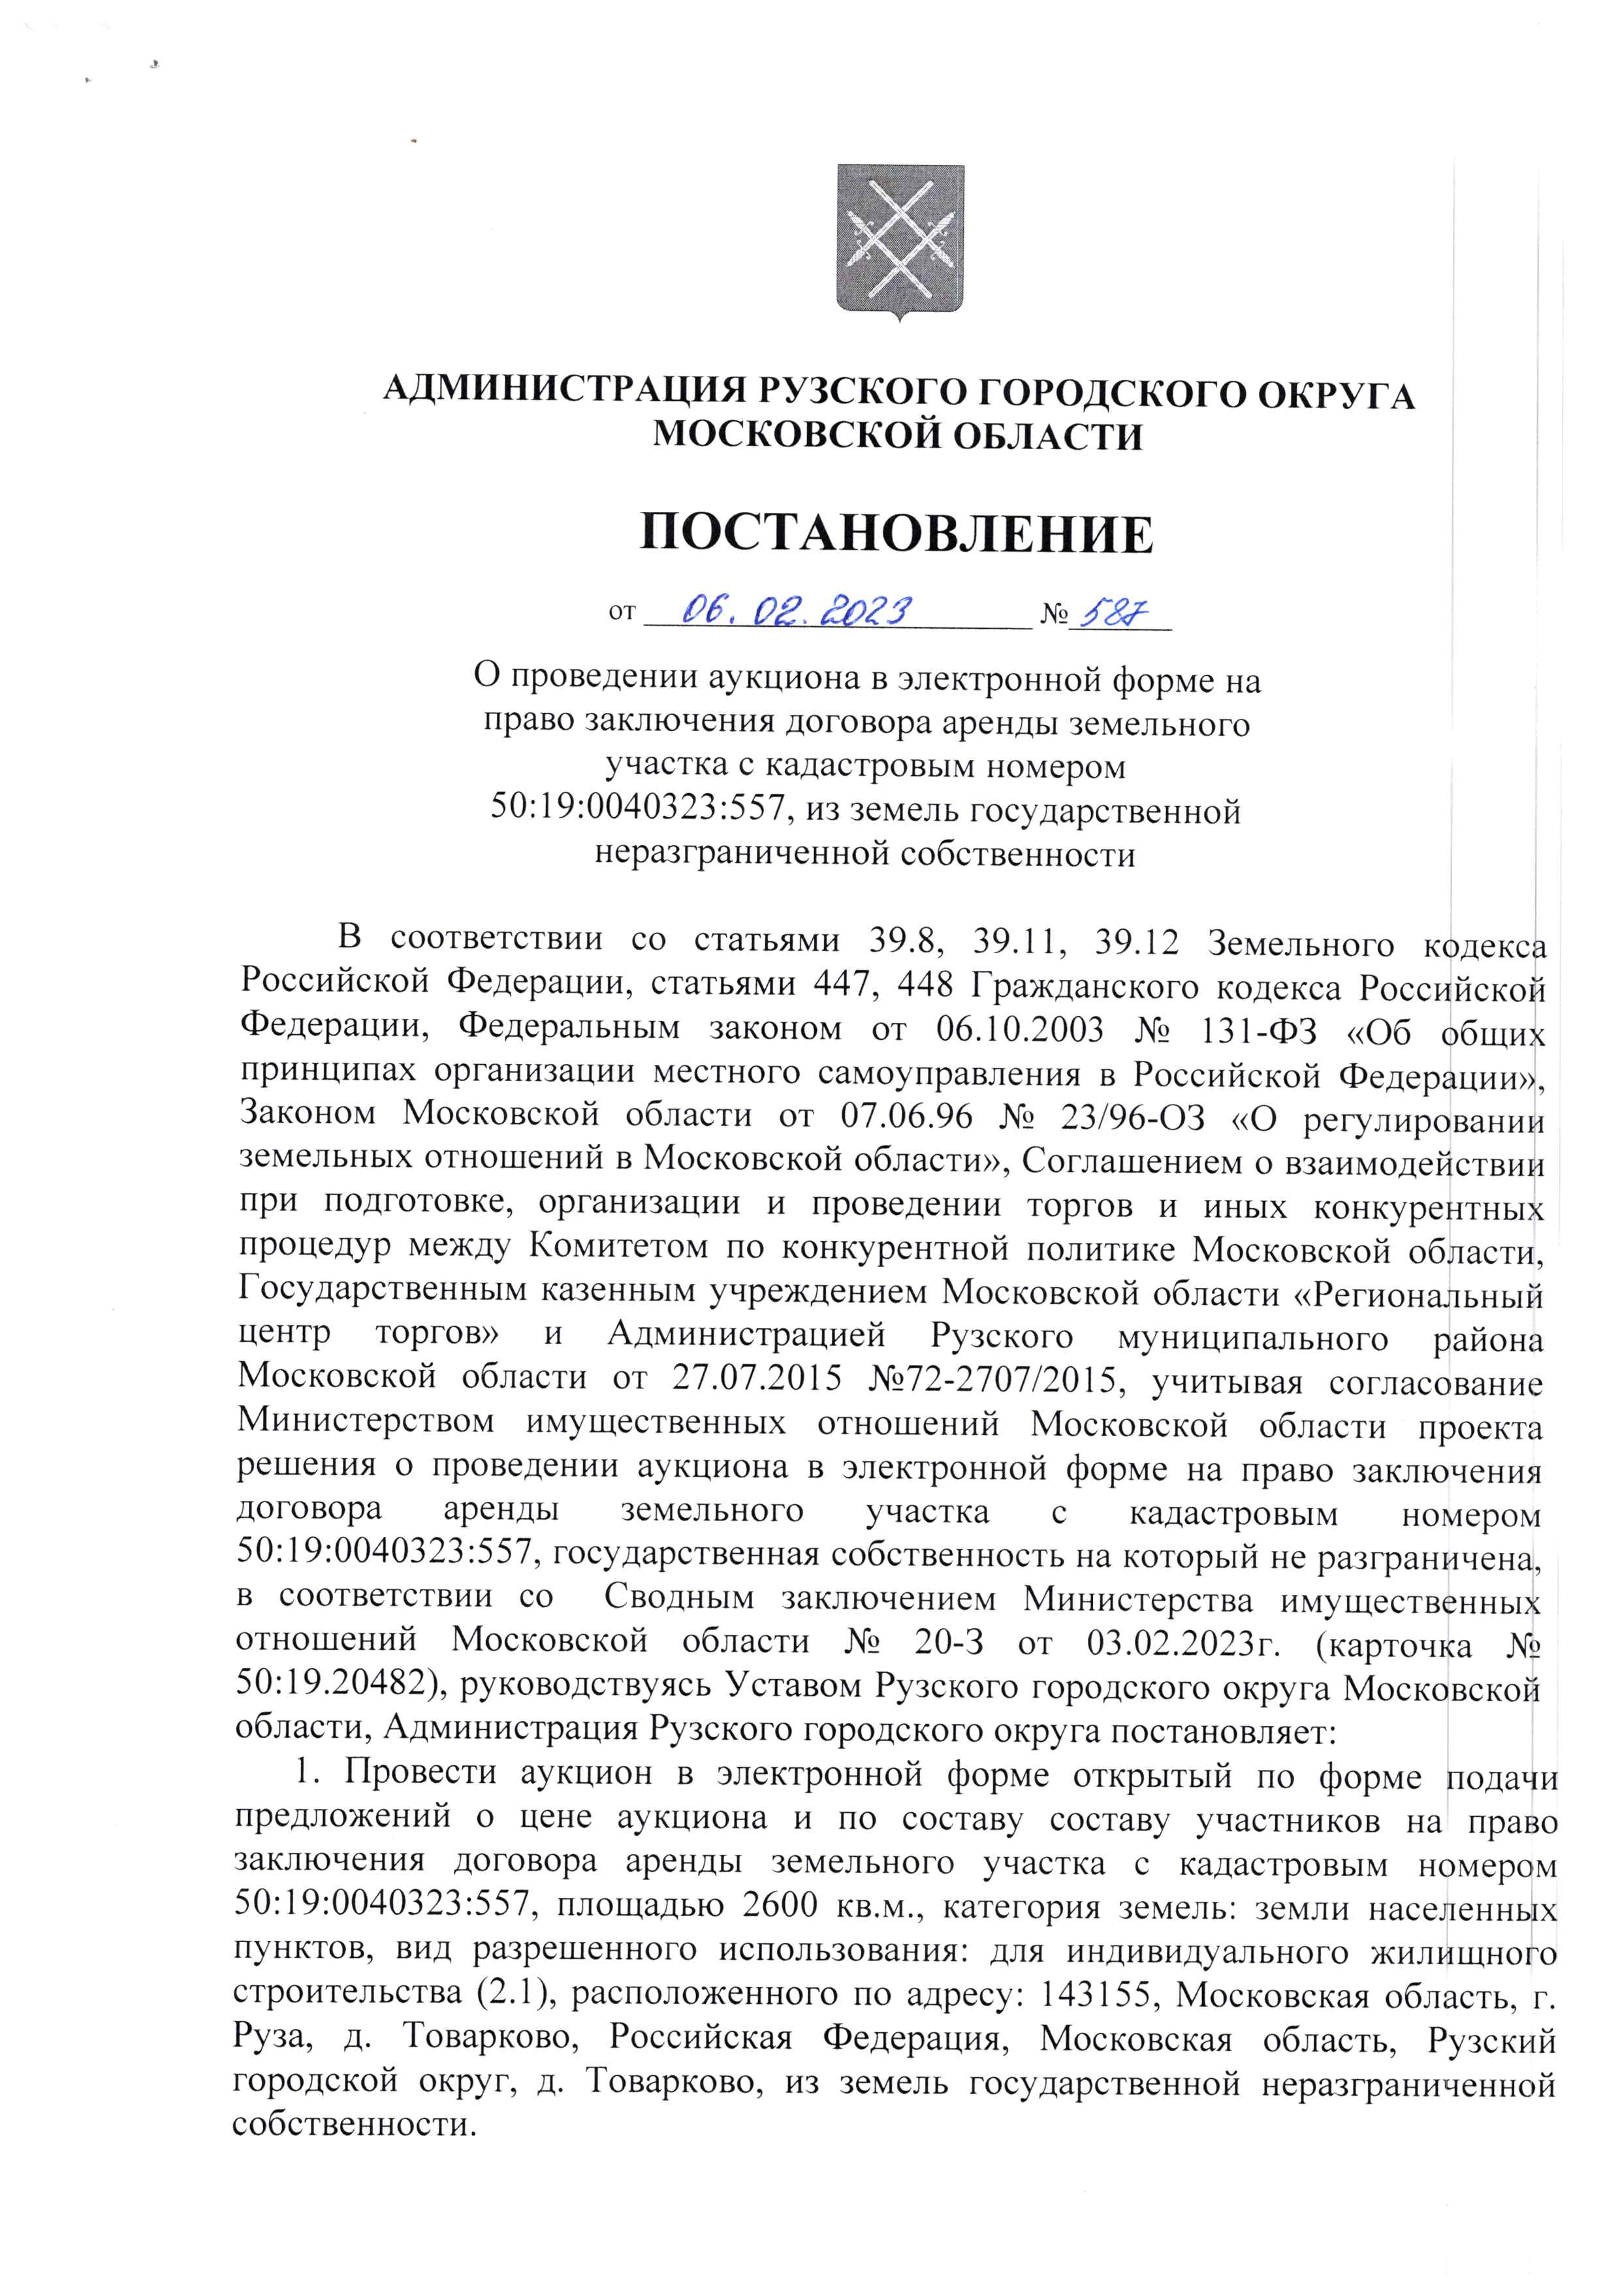 АДМИНИСТРАЦИЯ РУЗСКОГО ГОРОДСКОГО ОКРУГА
МОСКОВСКОЙ ОБЛАСТИ
ПОСТАНОВЛЕНИЕ
от 06.02.2023 № 587
О проведении аукциона в электронной форме на
право заключения договора аренды земельного
участка с кадастровым номером
50:19:0040323:557, из земель государственной
неразграниченной собственности
В соответствии со статьями 39.8, 39.11, 39.12 Земельного кодекса
Российской Федерации, статьями 447, 448 Гражданского кодекса Российской
Федерации, Федеральным законом от 06.10.2003 № 131-ФЗ «Об общих
принципах организации местного самоуправления в Российской Федерации»,
Законом Московской области от 07.06.96 № 23/96-ОЗ «О регулировании
земельных отношений в Московской области», Соглашением о взаимодействии
при подготовке, организации и проведении торгов и иных конкурентных
процедур между Комитетом по конкурентной политике Московской области,
Государственным казенным учреждением Московской области «Региональный
центр торгов» и Администрацией Рузского муниципального района
Московской области от 27.07.2015 №72-2707/2015, учитывая согласование
Министерством имущественных отношений Московской области проекта
решения о проведении аукциона в электронной форме на право заключения
договора аренды земельного участка с кадастровым номером
50:19:0040323:557, государственная собственность на который не разграничена,
в соответствии со Сводным заключением Министерства имущественных
отношений Московской области № 20-З от 03.02.2023г. (карточка №
50:19.20482), руководствуясь Уставом Рузского городского округа Московской
области, Администрация Рузского городского округа постановляет:
1. Провести аукцион в электронной форме открытый по форме подачи
предложений о цене аукциона и по составу составу участников на право
заключения договора аренды земельного участка с кадастровым номером
50:19:0040323:557, площадью 2600 кв.м., категория земель: земли населенных
пунктов, вид разрешенного использования: для индивидуального жилищного
строительства (2.1), расположенного по адресу: 143155, Московская область, г.
Руза, д. Товарково, Российская Федерация, Московская область, Рузский
городской округ, д. Товарково, из земель государственной неразграниченной
собственности.